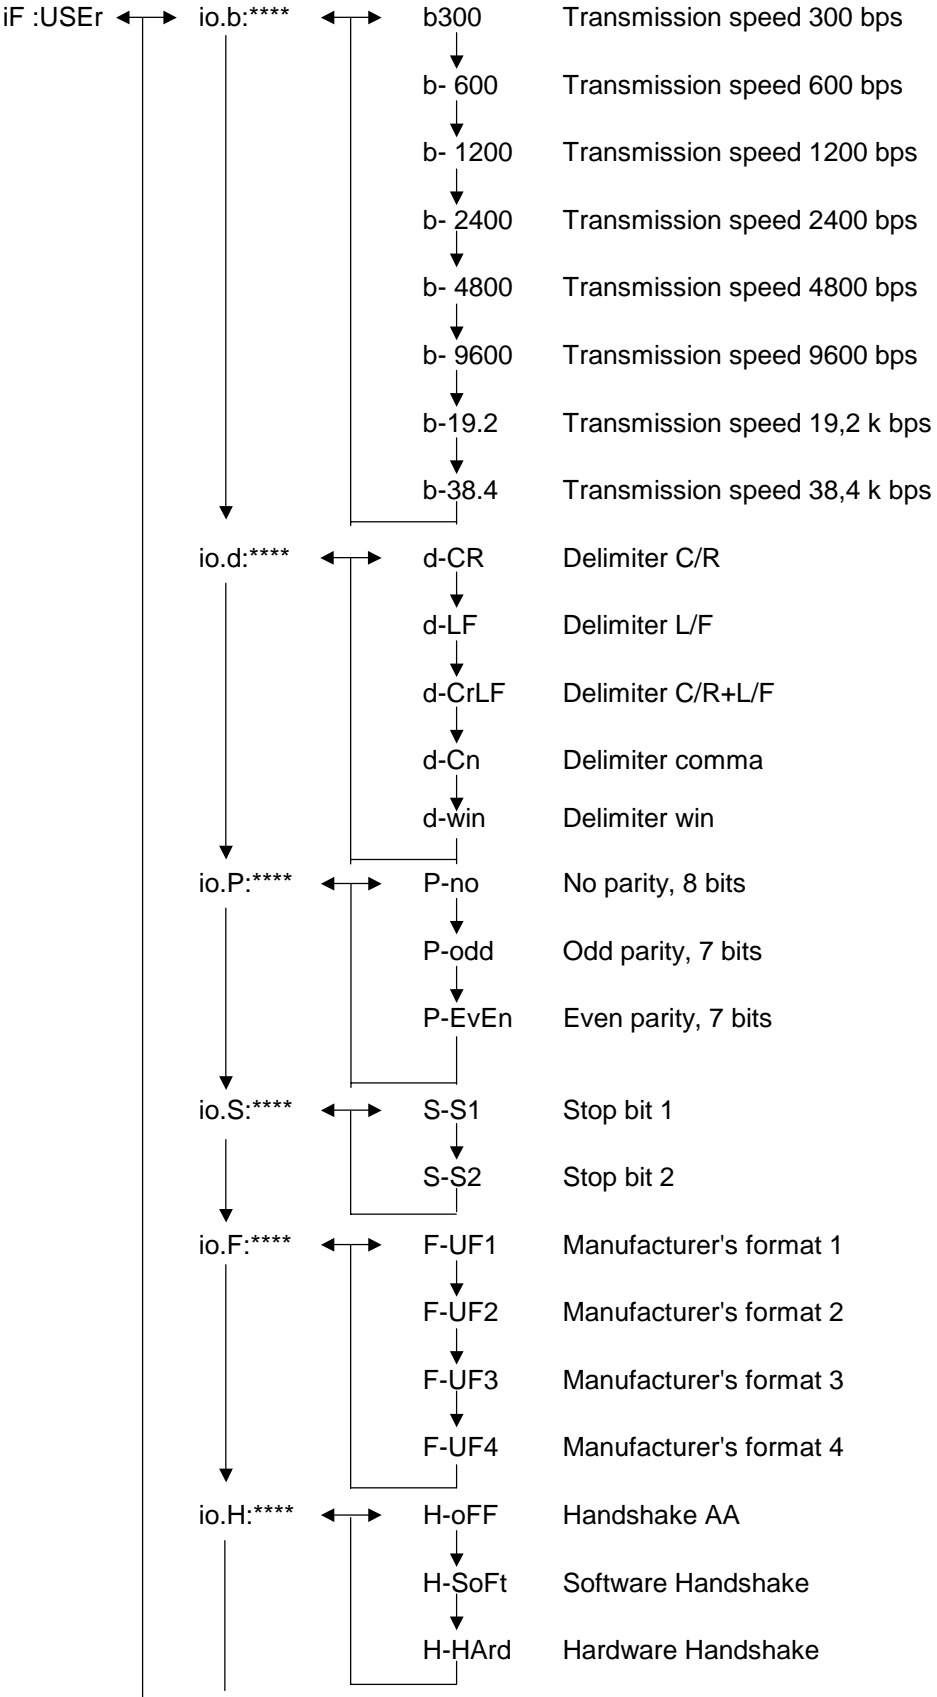 iF :USEr io.b:**** b300 Transmission speed 300 bps
b- 600 Transmission speed 600 bps
b- 1200 Transmission speed 1200 bps
b- 2400 Transmission speed 2400 bps
b- 4800 Transmission speed 4800 bps
b- 9600 Transmission speed 9600 bps
b-19.2 Transmission speed 19,2 k bps
b-38.4 Transmission speed 38,4 k bps
io.d:**** d-CR Delimiter C/R
d-LF Delimiter L/F
d-CrLF Delimiter C/R+L/F
d-Cn Delimiter comma
d-win Delimiter win
io.P:**** P-no No parity, 8 bits
P-odd Odd parity, 7 bits
P-EvEn Even parity, 7 bits
io.S:**** S-S1 Stop bit 1
S-S2 Stop bit 2
io.F:**** F-UF1 Manufacturer's format 1
F-UF2 Manufacturer's format 2
F-UF3 Manufacturer's format 3
F-UF4 Manufacturer's format 4
io.H:**** H-oFF Handshake AA
H-SoFt Software Handshake
H-HArd Hardware Handshake